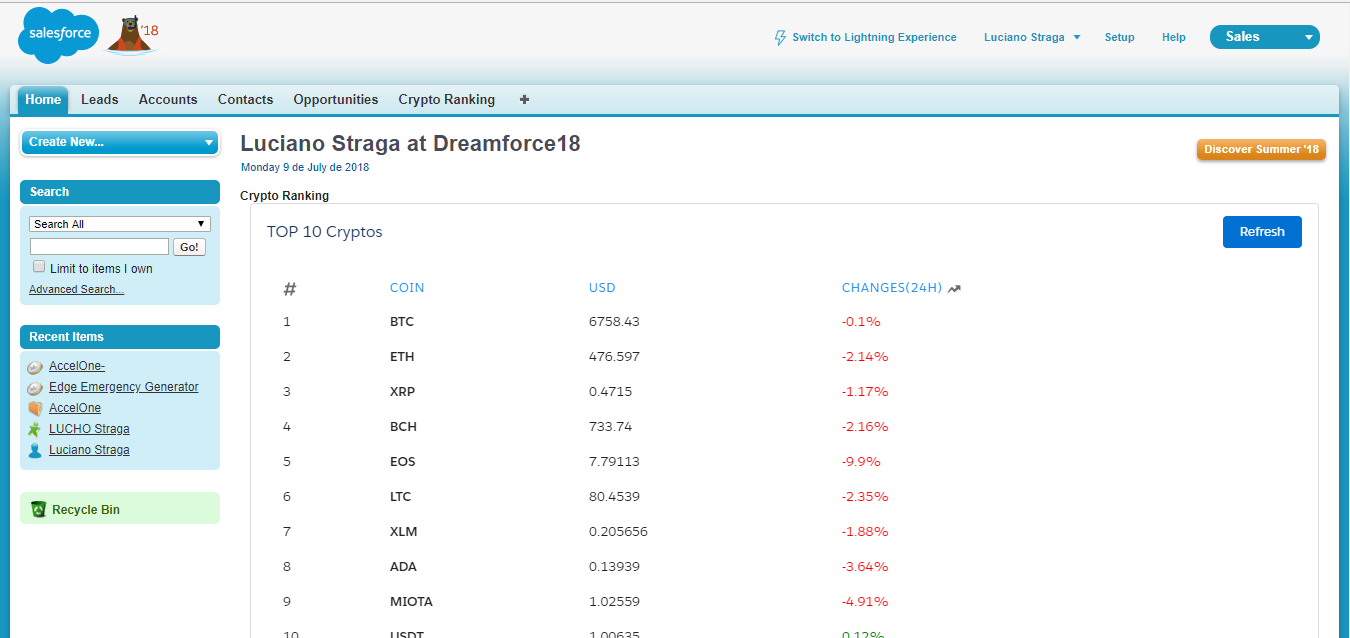 salesforce
'18
Switch to Lightning Experience Luciano Straga Setup Help Sales
Home Leads Accounts Contacts Opportunities Crypto Ranking +
Create New...
Search
Search All
Go!
Limit to items I own
Advanced Search...
Recent Items
AccelOne-
Edge Emergency Generator
AccelOne
LUCHO Straga
Luciano Straga
Recycle Bin
Luciano Straga at Dreamforce18
Monday 9 de July de 2018
Discover Summer '18
Crypto Ranking
TOP 10 Cryptos
Refresh
# COIN USD CHANGES(24H)
1 BTC 6758.43 -0.1%
2 ETH 476.597 -2.14%
3 XRP 0.4715 -1.17%
4 BCH 733.74 -2.16%
5 EOS 7.79113 -9.9%
6 LTC 80.4539 -2.35%
7 XLM 0.205656 -1.88%
8 ADA 0.13939 -3.64%
9 MIOTA 1.02559 -4.91%
10 USDT 1.00635 0.12%